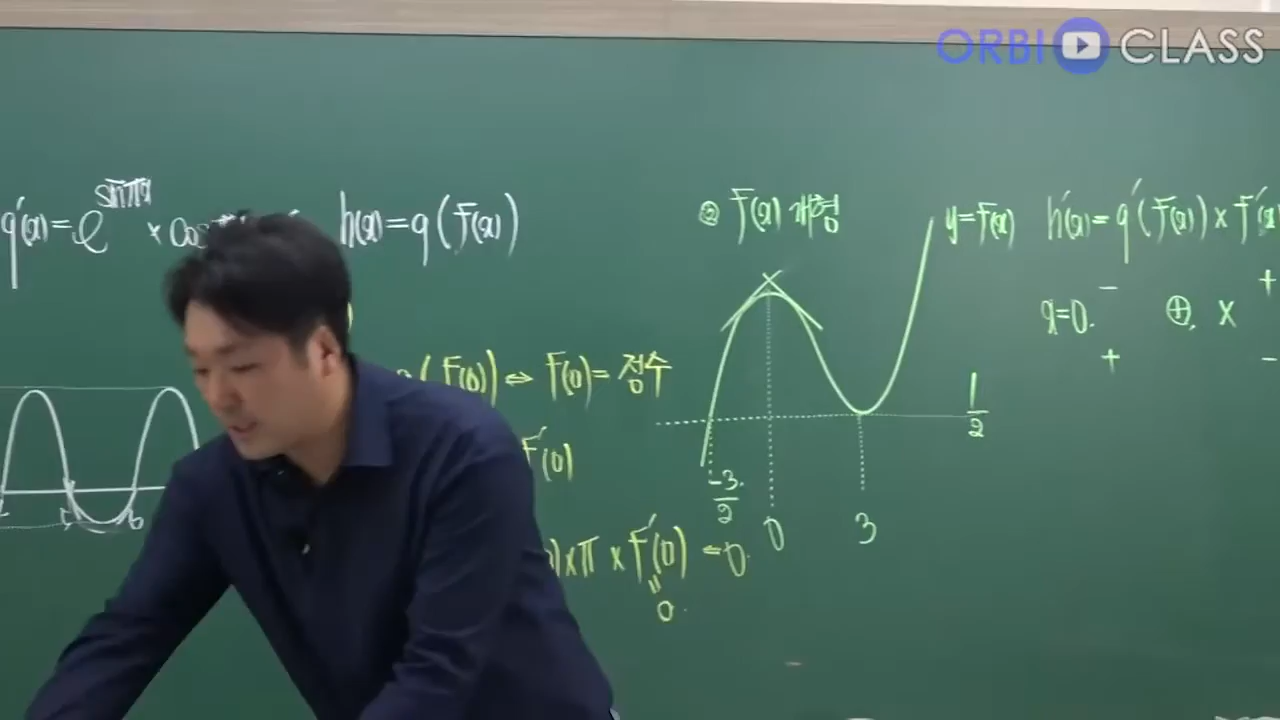 ORBI CLASS
g'(x)=e^{sinπx} × cos
h(x)=g(f(x))
② f(x) 개형
y=f(x)
h'(x)=g'(f(x))×f'(x)
x=0. − ⊕ × +
+ −
(f(0)) ⇔ f(0)=정수
f'(0)
)×π×f'(0)=0.
"
0.
1/2
-3/2
0
3